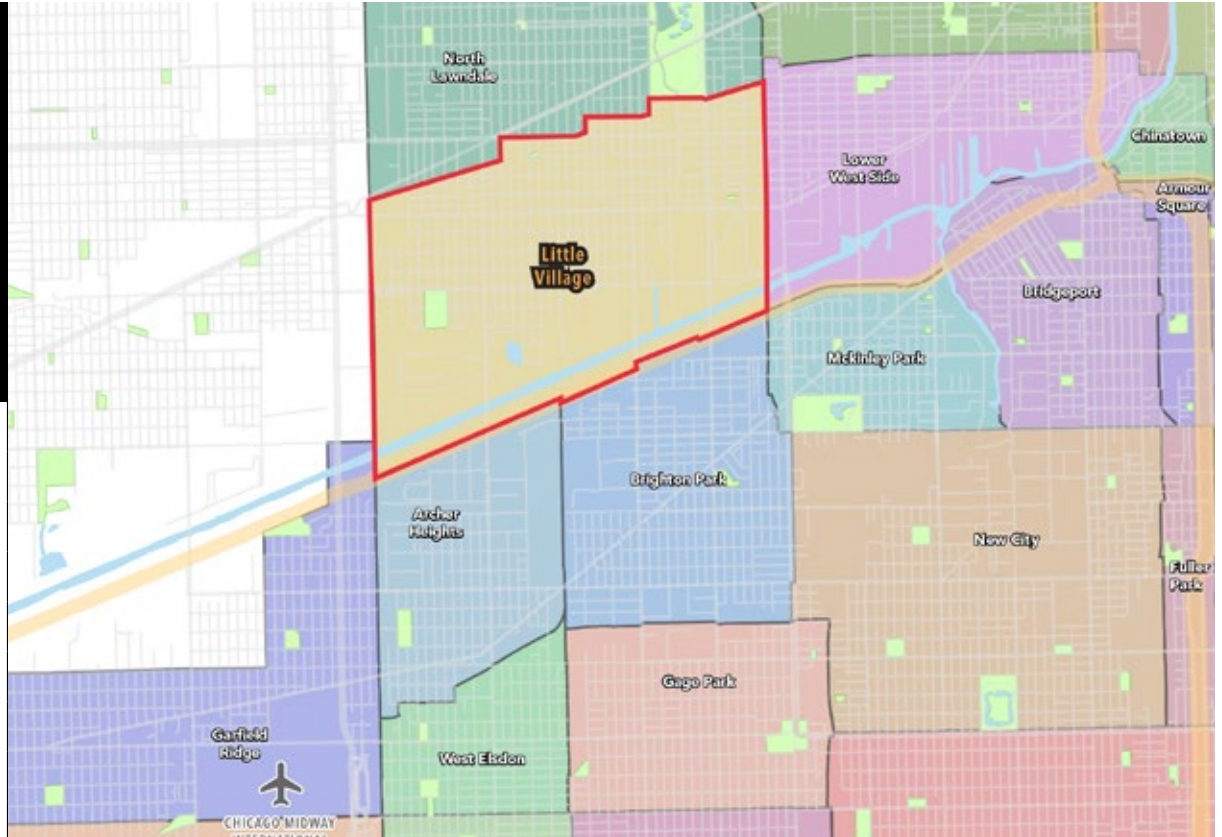 North
Lawndale
Chinatown
Lower
West Side
Armour
Square
Little
Village
Bridgeport
Mckinley Park
Brighton Park
Archer
Heights
New City
Fuller
Park
Gage Park
Garfield
Ridge
West Elsdon
CHICAGO MIDWAY
INTERNATIONAL